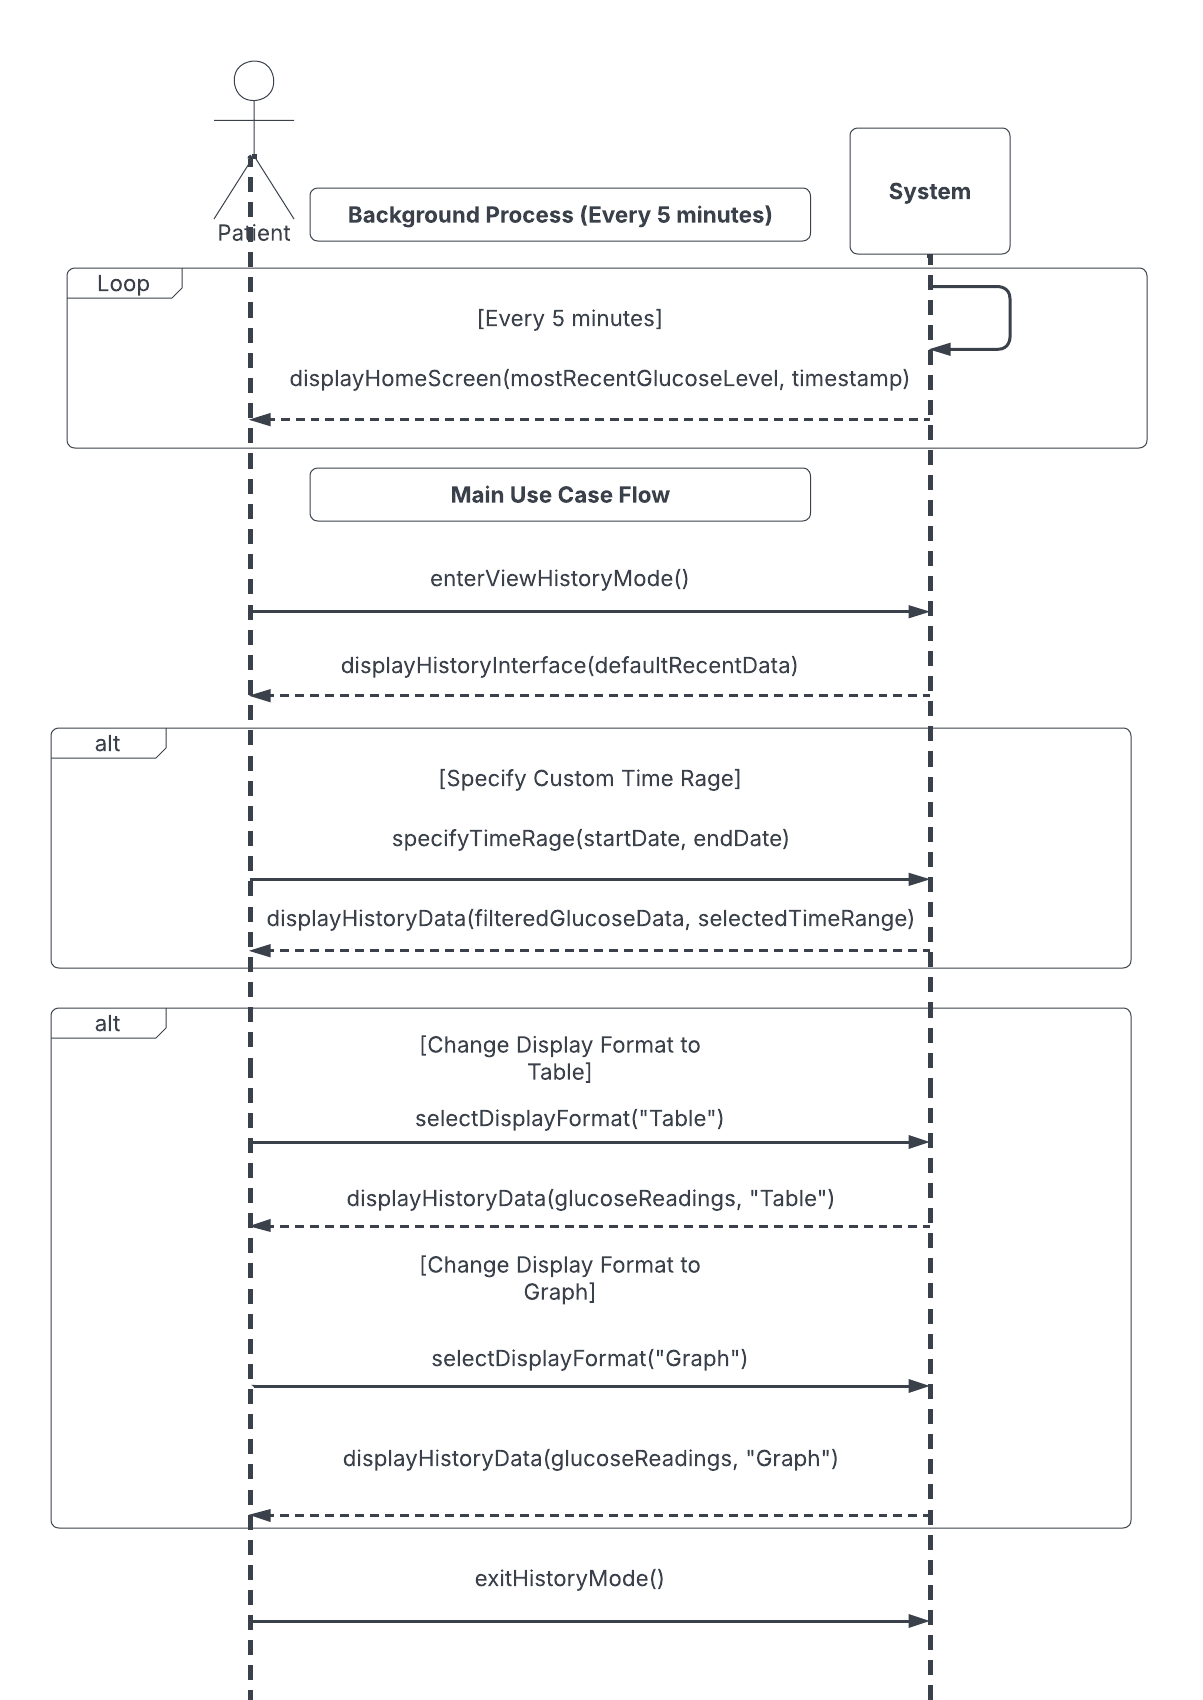 Patient
Background Process (Every 5 minutes)
System
Loop
[Every 5 minutes]
displayHomeScreen(mostRecentGlucoseLevel, timestamp)
Main Use Case Flow
enterViewHistoryMode()
displayHistoryInterface(defaultRecentData)
alt
[Specify Custom Time Rage]
specifyTimeRage(startDate, endDate)
displayHistoryData(filteredGlucoseData, selectedTimeRange)
alt
[Change Display Format to
Table]
selectDisplayFormat("Table")
displayHistoryData(glucoseReadings, "Table")
[Change Display Format to
Graph]
selectDisplayFormat("Graph")
displayHistoryData(glucoseReadings, "Graph")
exitHistoryMode()